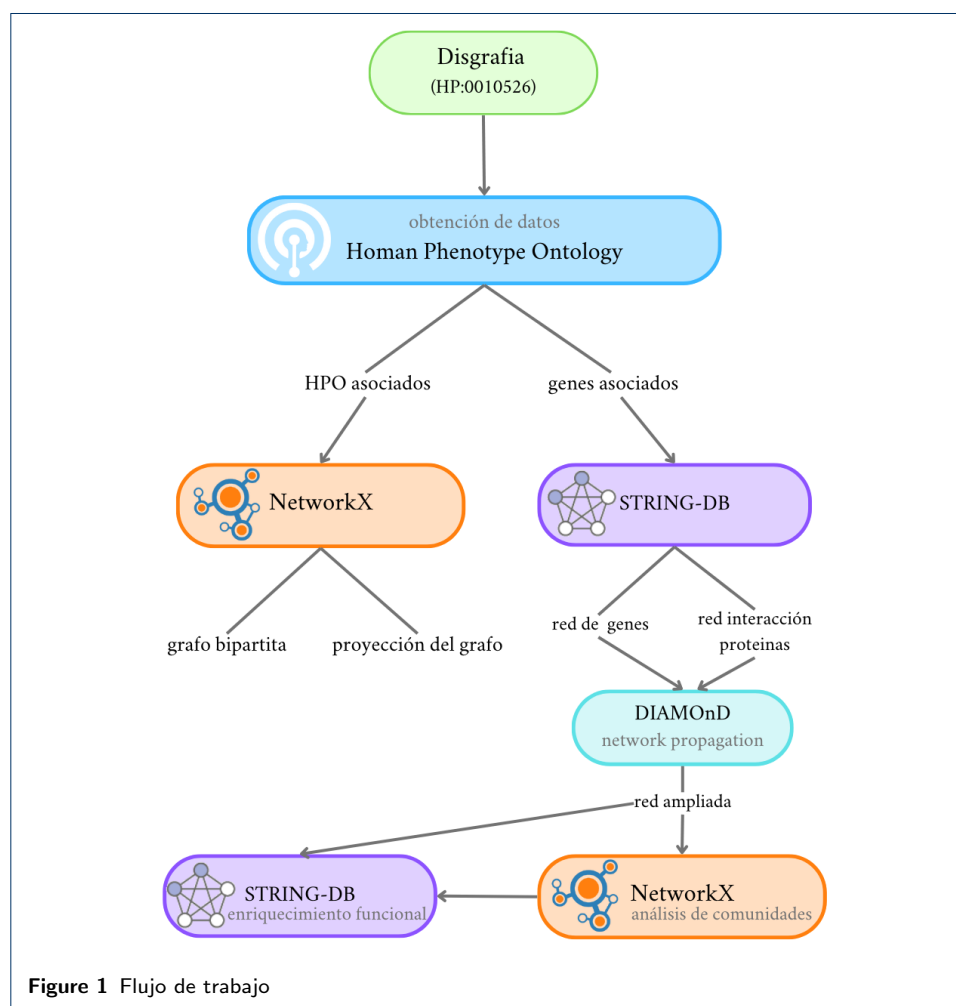 Disgrafia
(HP:0010526)
obtención de datos
Homan Phenotype Ontology
HPO asociados
genes asociados
NetworkX
STRING-DB
grafo bipartita
proyección del grafo
red de genes
red interacción
proteinas
DIAMOnD
network propagation
red ampliada
STRING-DB
enriquecimiento funcional
NetworkX
análisis de comunidades
Figure 1 Flujo de trabajo